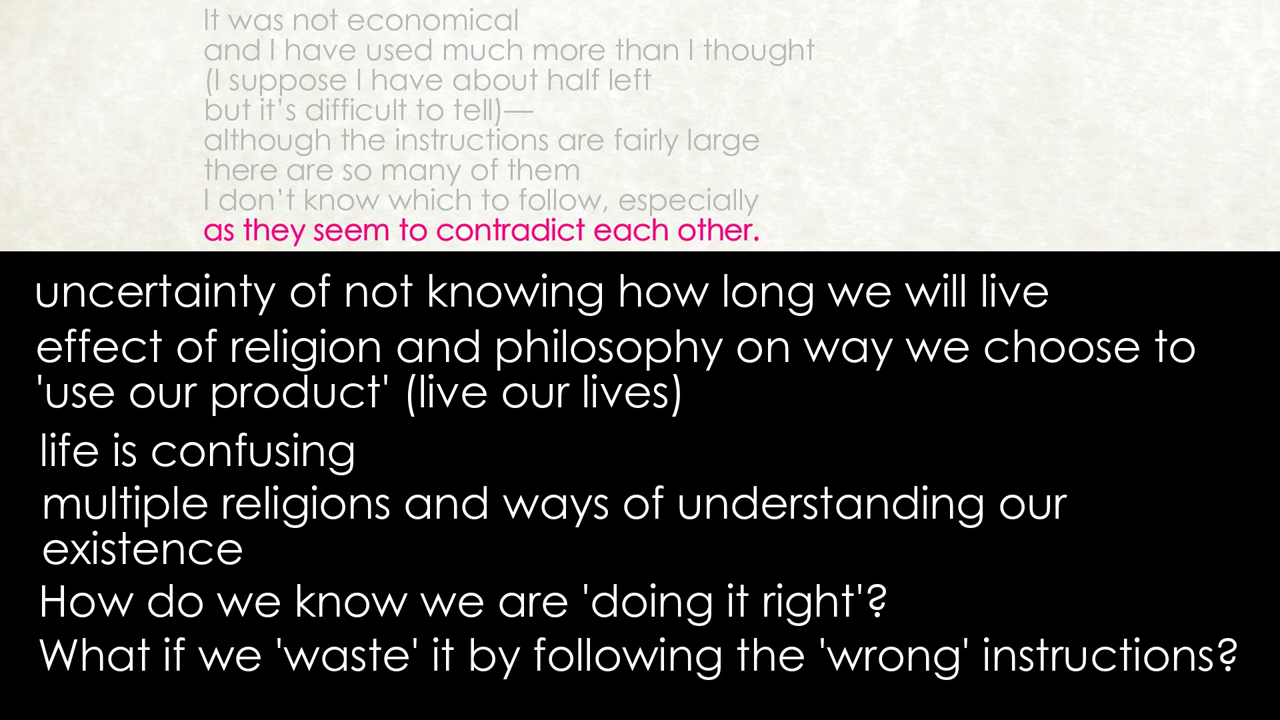 It was not economical
and I have used much more than I thought
(I suppose I have about half left
but it’s difficult to tell)—
although the instructions are fairly large
there are so many of them
I don’t know which to follow, especially
as they seem to contradict each other.
uncertainty of not knowing how long we will live
effect of religion and philosophy on way we choose to
'use our product' (live our lives)
life is confusing
multiple religions and ways of understanding our
existence
How do we know we are 'doing it right'?
What if we 'waste' it by following the 'wrong' instructions?